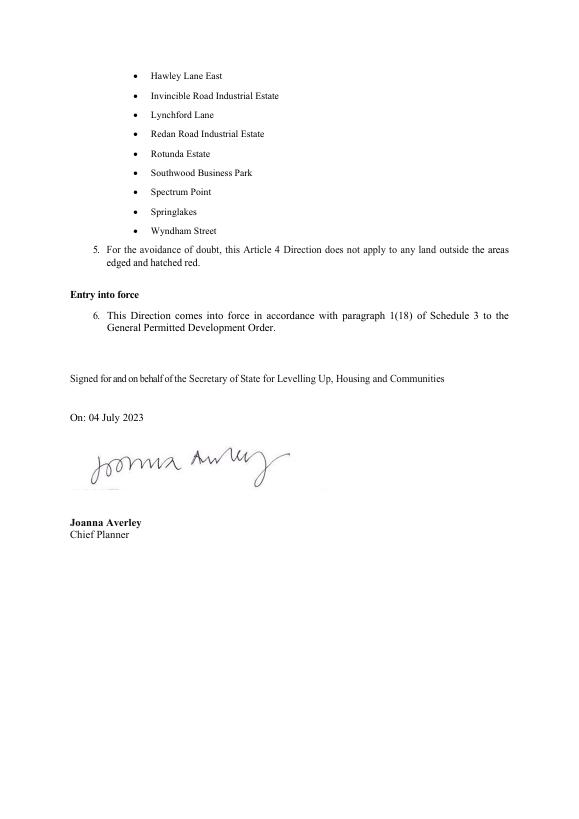 • Hawley Lane East
• Invincible Road Industrial Estate
• Lynchford Lane
• Redan Road Industrial Estate
• Rotunda Estate
• Southwood Business Park
• Spectrum Point
• Springlakes
• Wyndham Street
5. For the avoidance of doubt, this Article 4 Direction does not apply to any land outside the areas
edged and hatched red.
Entry into force
6. This Direction comes into force in accordance with paragraph 1(18) of Schedule 3 to the
General Permitted Development Order.
Signed for and on behalf of the Secretary of State for Levelling Up, Housing and Communities
On: 04 July 2023
Joanna Averley
Joanna Averley
Chief Planner